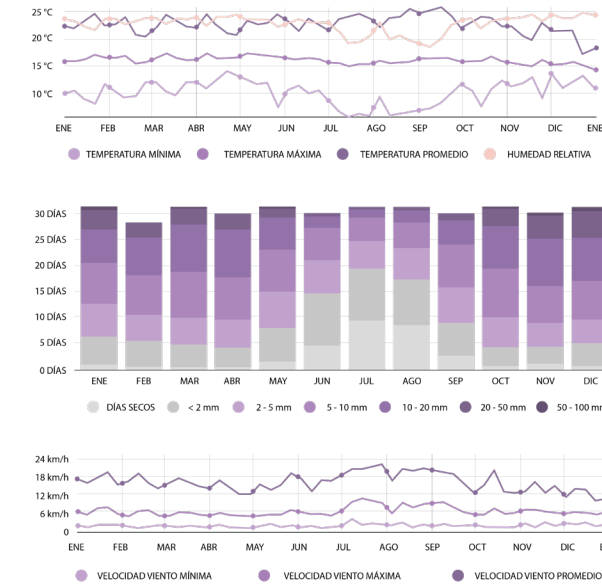 25 °C
20 °C
15 °C
10 °C
ENE FEB MAR ABR MAY JUN JUL AGO SEP OCT NOV DIC ENE
TEMPERATURA MÍNIMA TEMPERATURA MÁXIMA TEMPERATURA PROMEDIO HUMEDAD RELATIVA
30 DÍAS
25 DÍAS
20 DÍAS
15 DÍAS
10 DÍAS
5 DÍAS
0 DÍAS
ENE FEB MAR ABR MAY JUN JUL AGO SEP OCT NOV DIC
DÍAS SECOS < 2 mm 2 - 5 mm 5 - 10 mm 10 - 20 mm 20 - 50 mm 50 - 100 mm
24 km/h
18 km/h
12 km/h
6 km/h
0
ENE FEB MAR ABR MAY JUN JUL AGO SEP OCT NOV DIC E
VELOCIDAD VIENTO MÍNIMA VELOCIDAD VIENTO MÁXIMA VELOCIDAD VIENTO PROMEDIO